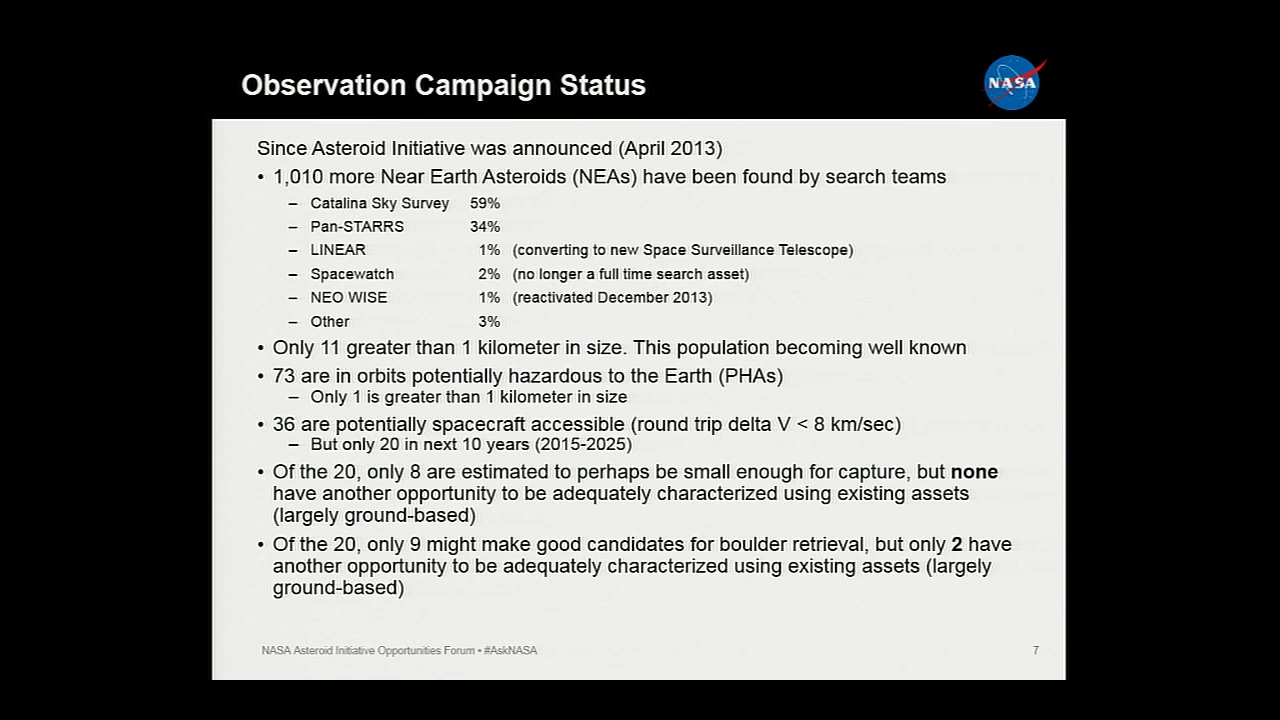 Observation Campaign Status
NASA
Since Asteroid Initiative was announced (April 2013)
• 1,010 more Near Earth Asteroids (NEAs) have been found by search teams
– Catalina Sky Survey 59%
– Pan-STARRS 34%
– LINEAR 1% (converting to new Space Surveillance Telescope)
– Spacewatch 2% (no longer a full time search asset)
– NEO WISE 1% (reactivated December 2013)
– Other 3%
• Only 11 greater than 1 kilometer in size. This population becoming well known
• 73 are in orbits potentially hazardous to the Earth (PHAs)
– Only 1 is greater than 1 kilometer in size
• 36 are potentially spacecraft accessible (round trip delta V < 8 km/sec)
– But only 20 in next 10 years (2015-2025)
• Of the 20, only 8 are estimated to perhaps be small enough for capture, but none
have another opportunity to be adequately characterized using existing assets
(largely ground-based)
• Of the 20, only 9 might make good candidates for boulder retrieval, but only 2 have
another opportunity to be adequately characterized using existing assets (largely
ground-based)
NASA Asteroid Initiative Opportunities Forum • #AskNASA 7